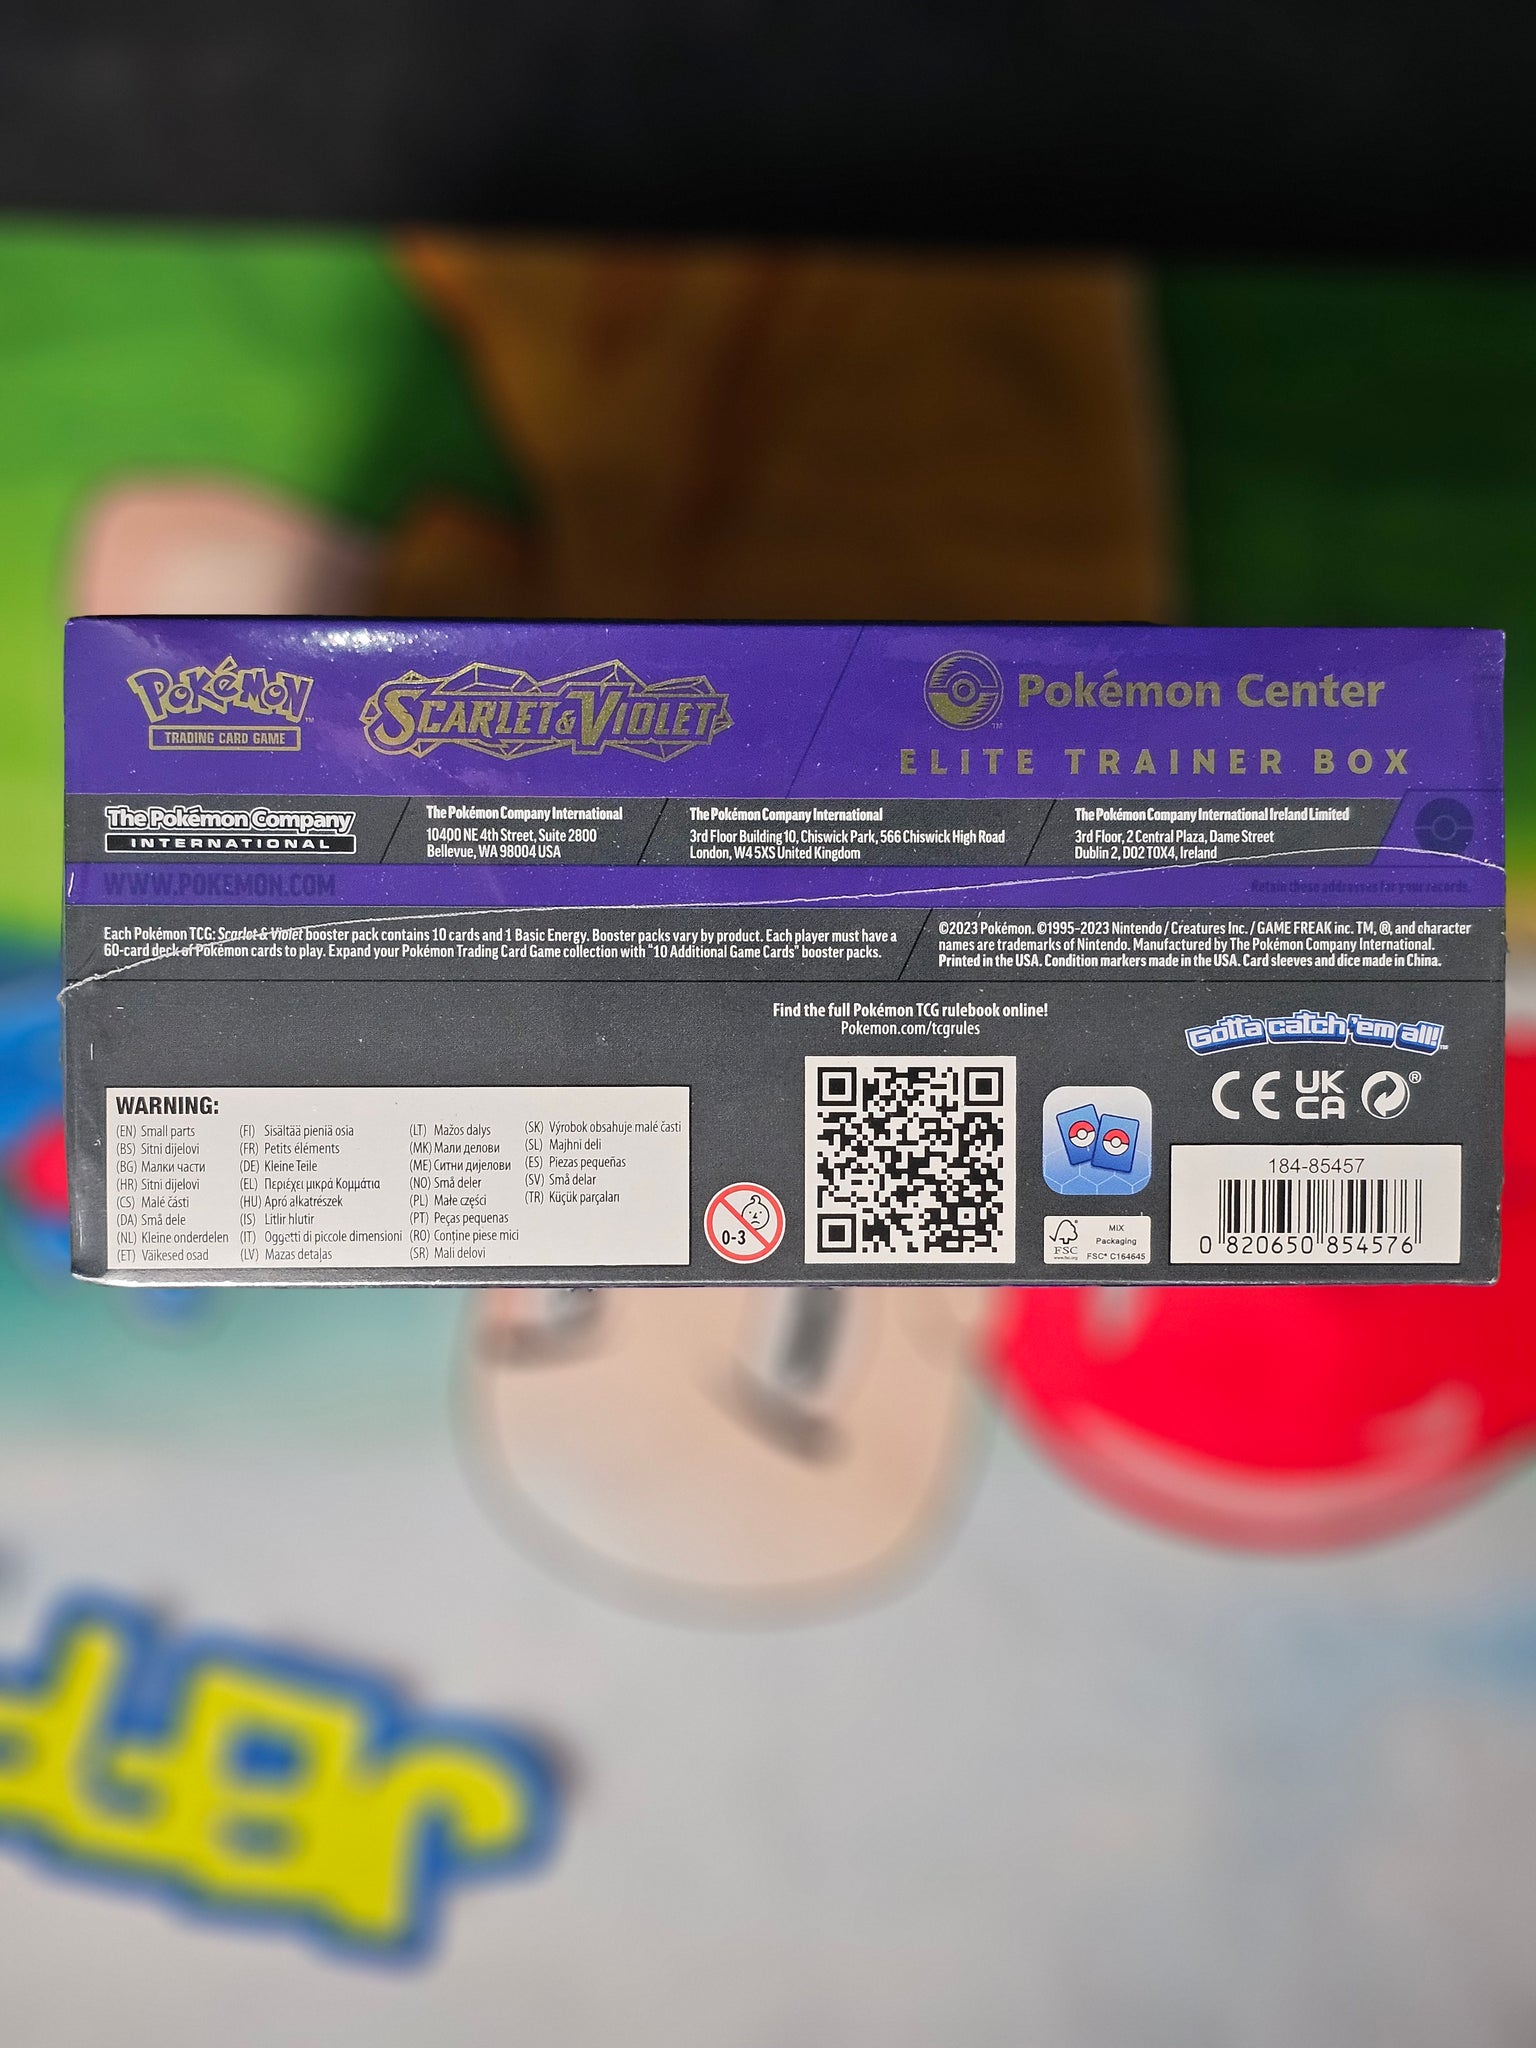 POKÉMON™
TRADING CARD GAME
SCARLET & VIOLET
Pokémon Center
™
ELITE TRAINER BOX
The Pokémon Company
INTERNATIONAL
The Pokémon Company International
10400 NE 4th Street, Suite 2800
Bellevue, WA 98004 USA
The Pokémon Company International
3rd Floor Building 10, Chiswick Park, 566 Chiswick High Road
London, W4 5XS United Kingdom
The Pokémon Company International Ireland Limited
3rd Floor, 2 Central Plaza, Dame Street
Dublin 2, D02 T0X4, Ireland
WWW.POKEMON.COM
Retain these addresses for your records.
Each Pokémon TCG: Scarlet & Violet booster pack contains 10 cards and 1 Basic Energy. Booster packs vary by product. Each player must have a
60-card deck of Pokémon cards to play. Expand your Pokémon Trading Card Game collection with "10 Additional Game Cards" booster packs.
©2023 Pokémon. ©1995–2023 Nintendo / Creatures Inc. / GAME FREAK inc. TM, ®, and character
names are trademarks of Nintendo. Manufactured by The Pokémon Company International.
Printed in the USA. Condition markers made in the USA. Card sleeves and dice made in China.
Find the full Pokémon TCG rulebook online!
Pokemon.com/tcgrules
Gotta catch 'em all!™
CE UK CA ®
WARNING:
(EN) Small parts
(BS) Sitni dijelovi
(BG) Малки части
(HR) Sitni dijelovi
(CS) Malé části
(DA) Små dele
(NL) Kleine onderdelen
(ET) Väikesed osad
(FI) Sisältää pieniä osia
(FR) Petits éléments
(DE) Kleine Teile
(EL) Περιέχει μικρά Κομμάτια
(HU) Apró alkatrészek
(IS) Litlir hlutir
(IT) Oggetti di piccole dimensioni
(LV) Mazas detaļas
(LT) Mažos dalys
(MK) Мали делови
(ME) Ситни дијелови
(NO) Små deler
(PL) Małe części
(PT) Peças pequenas
(RO) Conține piese mici
(SR) Mali delovi
(SK) Výrobok obsahuje malé časti
(SL) Majhni deli
(ES) Piezas pequeñas
(SV) Små delar
(TR) Küçük parçaları
0-3
FSC
www.fsc.org
MIX
Packaging
FSC® C164645
184-85457
0 820650 854576